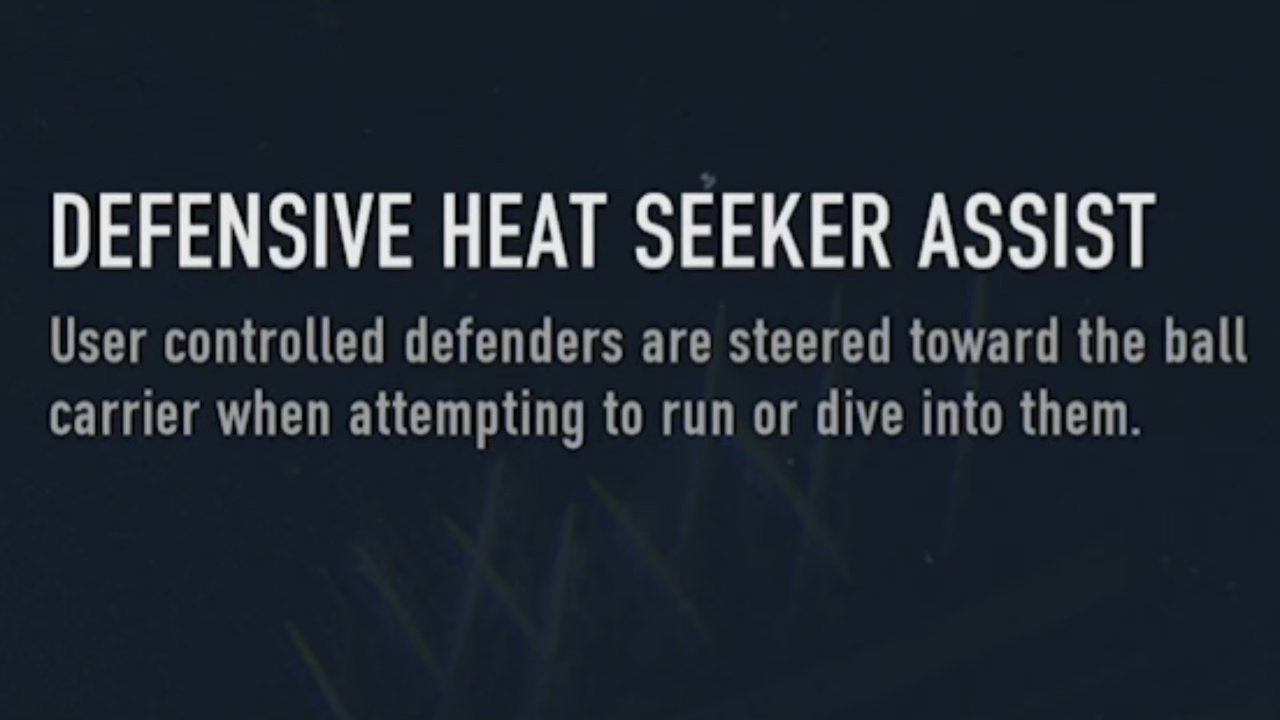 DEFENSIVE HEAT SEEKER ASSIST
User controlled defenders are steered toward the ball
carrier when attempting to run or dive into them.